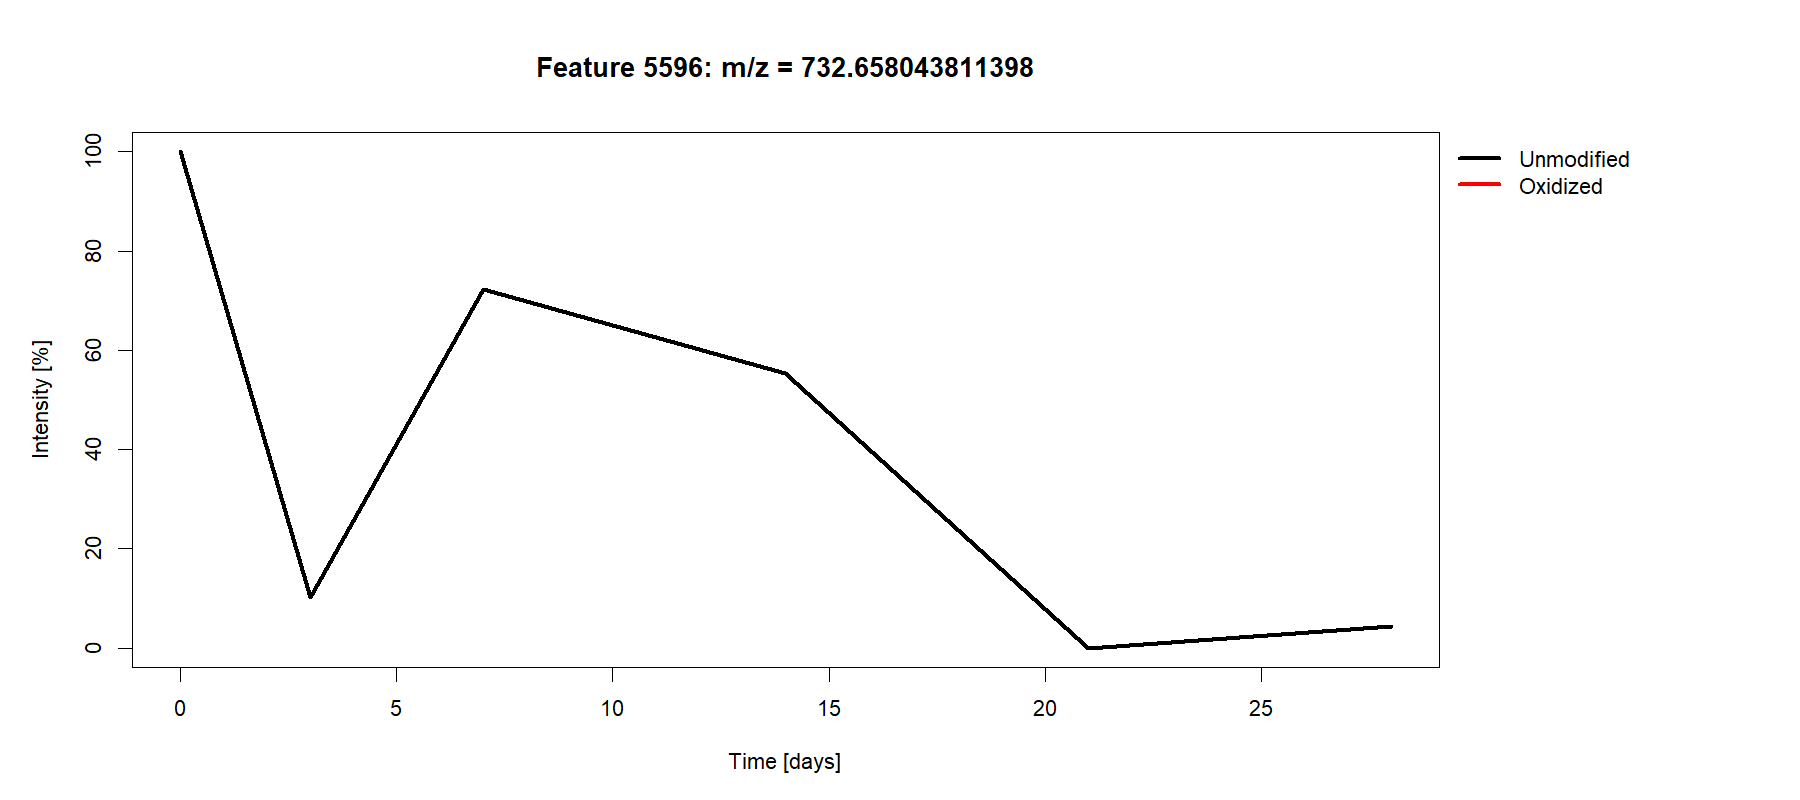 Feature 5596: m/z = 732.658043811398
Unmodified
Oxidized
Intensity [%]
100
80
60
40
20
0
0 5 10 15 20 25
Time [days]